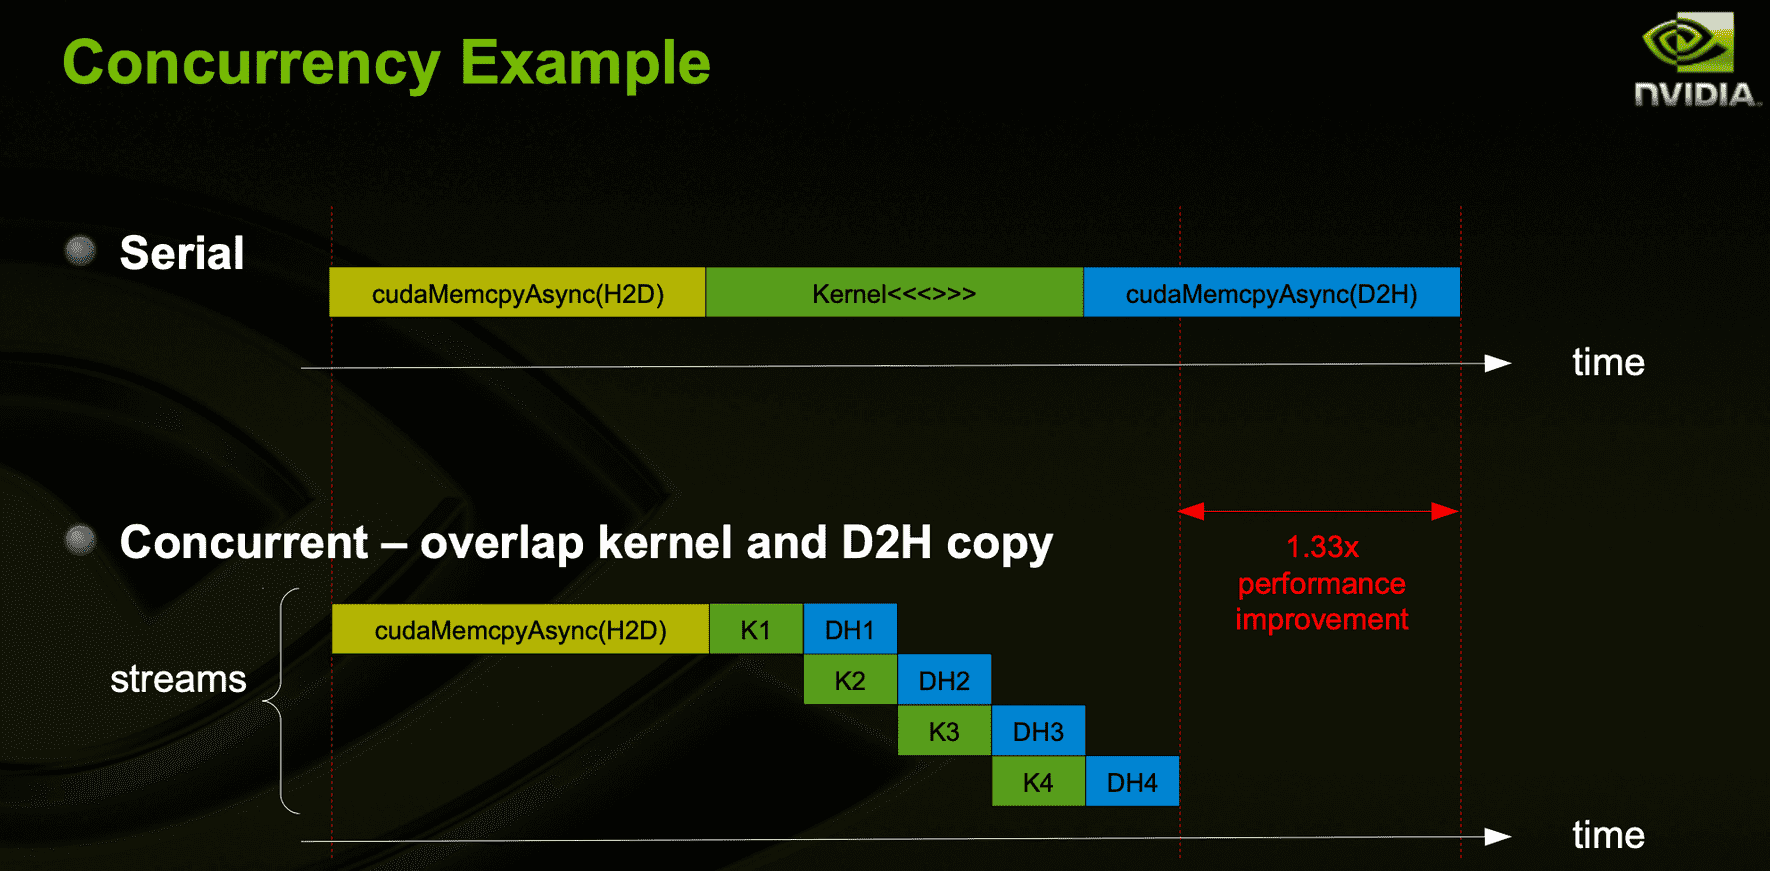 Concurrency Example
NVIDIA
Serial
cudaMemcpyAsync(H2D) Kernel<<<>>> cudaMemcpyAsync(D2H)
time
Concurrent – overlap kernel and D2H copy
1.33x
performance
improvement
streams
cudaMemcpyAsync(H2D) K1 DH1
K2 DH2
K3 DH3
K4 DH4
time